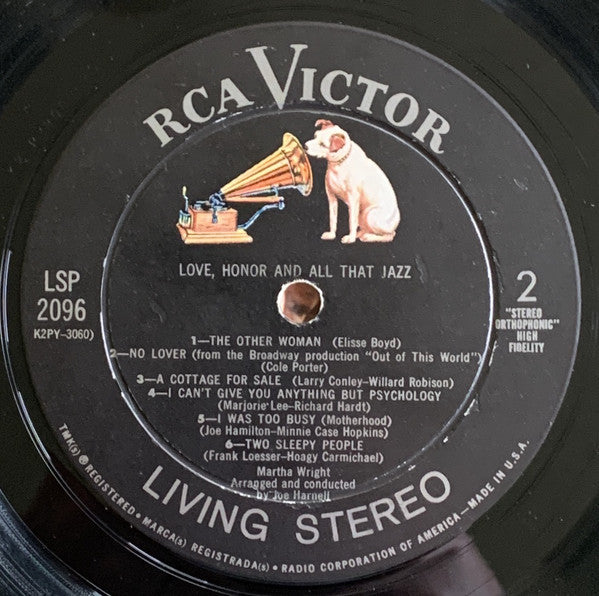 RCA VICTOR
LOVE, HONOR AND ALL THAT JAZZ
LSP
2096
K2PY-3060)
2
"STEREO
ORTHOPHONIC"
HIGH
FIDELITY
1—THE OTHER WOMAN (Elisse Boyd)
2—NO LOVER (from the Broadway production "Out of This World")
(Cole Porter)
3—A COTTAGE FOR SALE (Larry Conley-Willard Robison)
4—I CAN'T GIVE YOU ANYTHING BUT PSYCHOLOGY
(Marjorie Lee-Richard Hardt)
5—I WAS TOO BUSY (Motherhood)
(Joe Hamilton-Minnie Case Hopkins)
6—TWO SLEEPY PEOPLE
(Frank Loesser-Hoagy Carmichael)
Martha Wright
Arranged and conducted
by Joe Harnell
LIVING STEREO
TMK(s) ® REGISTERED • MARCA(s) REGISTRADA(s) • RADIO CORPORATION OF AMERICA—MADE IN U.S.A.